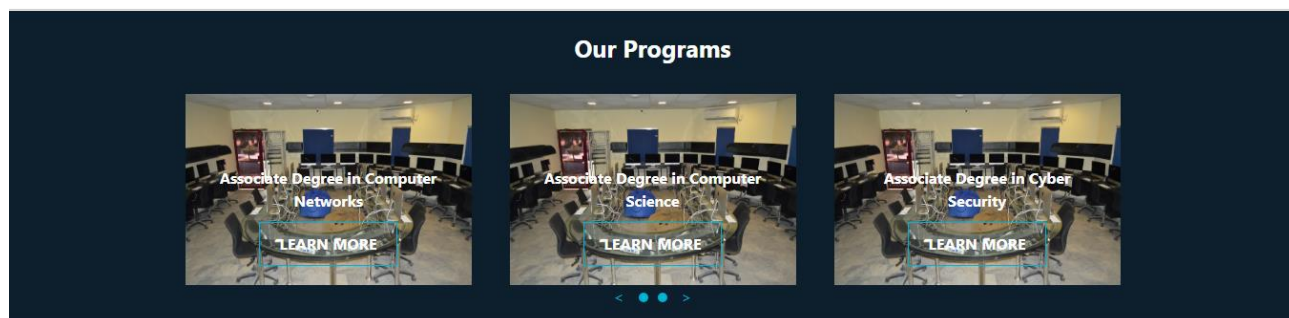 Our Programs
Associate Degree in Computer
Networks
LEARN MORE
Associate Degree in Computer
Science
LEARN MORE
Associate Degree in Cyber
Security
LEARN MORE
< >